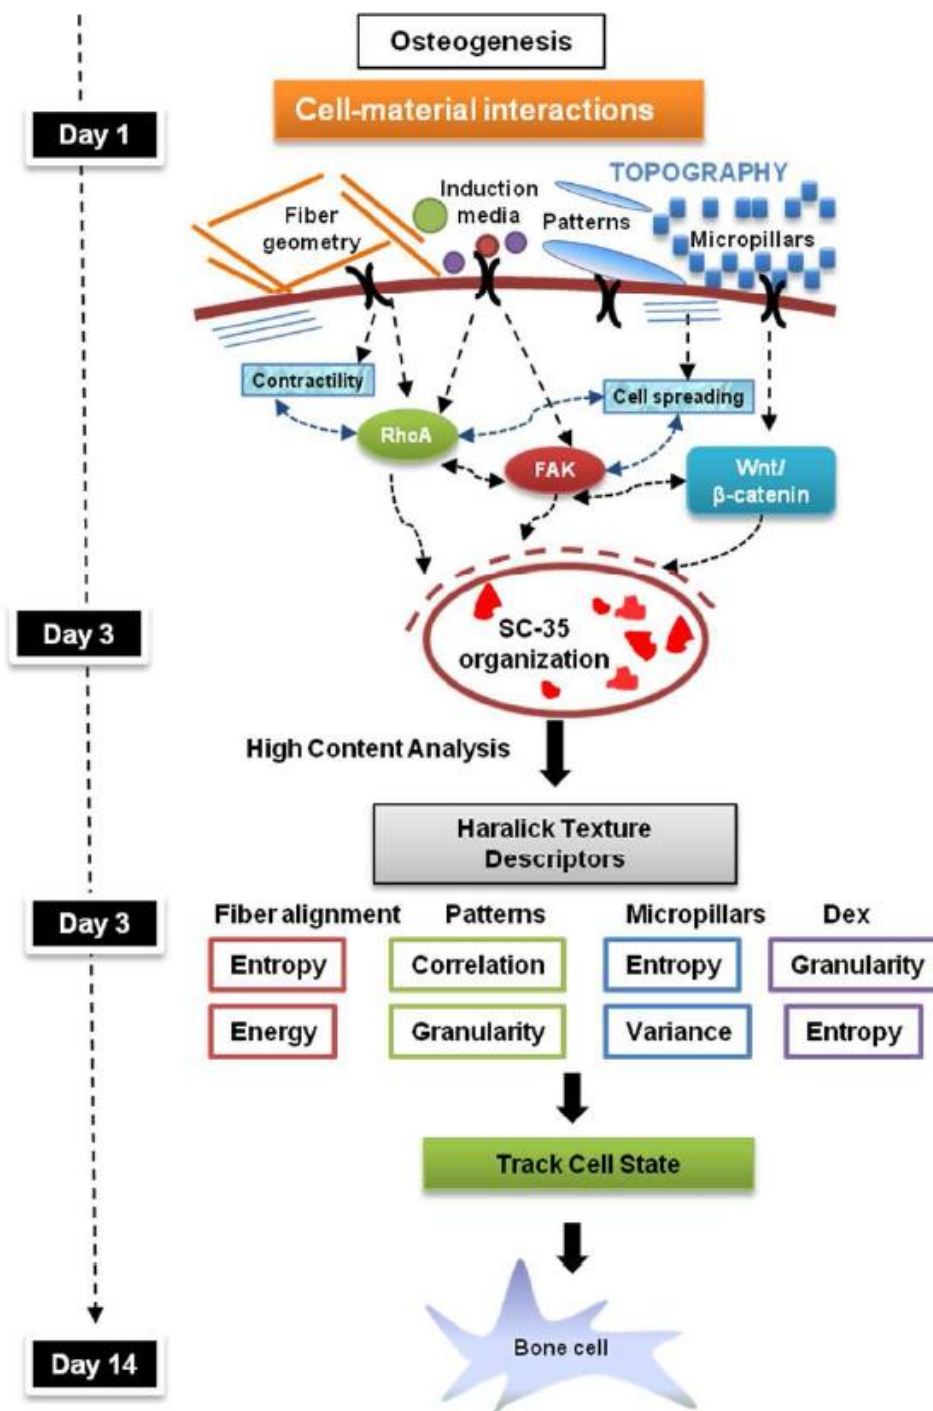 Osteogenesis
Cell-material interactions
Day 1
TOPOGRAPHY
Fiber
geometry
Induction
media
Patterns
Micropillars
Contractility
Cell spreading
RhoA
FAK
Wnt/
β-catenin
Day 3
SC-35
organization
High Content Analysis
Haralick Texture
Descriptors
Day 3
Fiber alignment Patterns Micropillars Dex
Entropy Correlation Entropy Granularity
Energy Granularity Variance Entropy
Track Cell State
Bone cell
Day 14